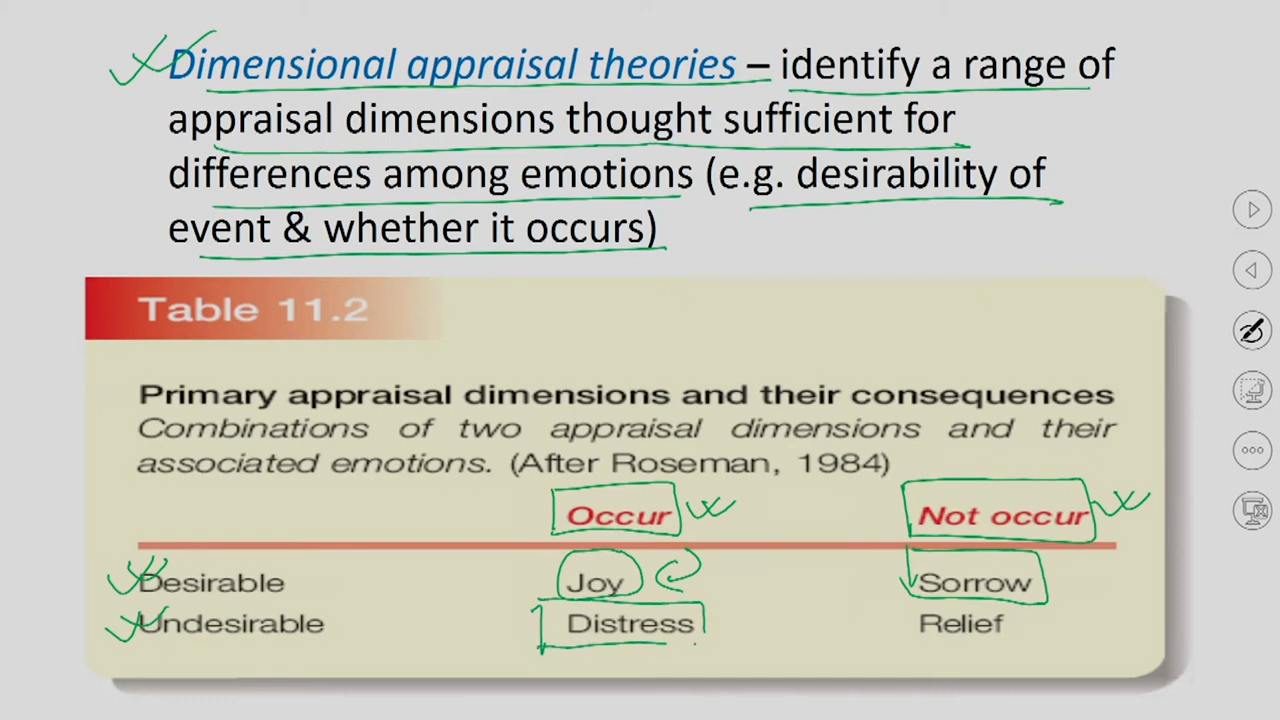 Dimensional appraisal theories – identify a range of
appraisal dimensions thought sufficient for
differences among emotions (e.g. desirability of
event & whether it occurs)
Table 11.2
Primary appraisal dimensions and their consequences
Combinations of two appraisal dimensions and their
associated emotions. (After Roseman, 1984)
Occur Not occur
Desirable Joy Sorrow
Undesirable Distress Relief